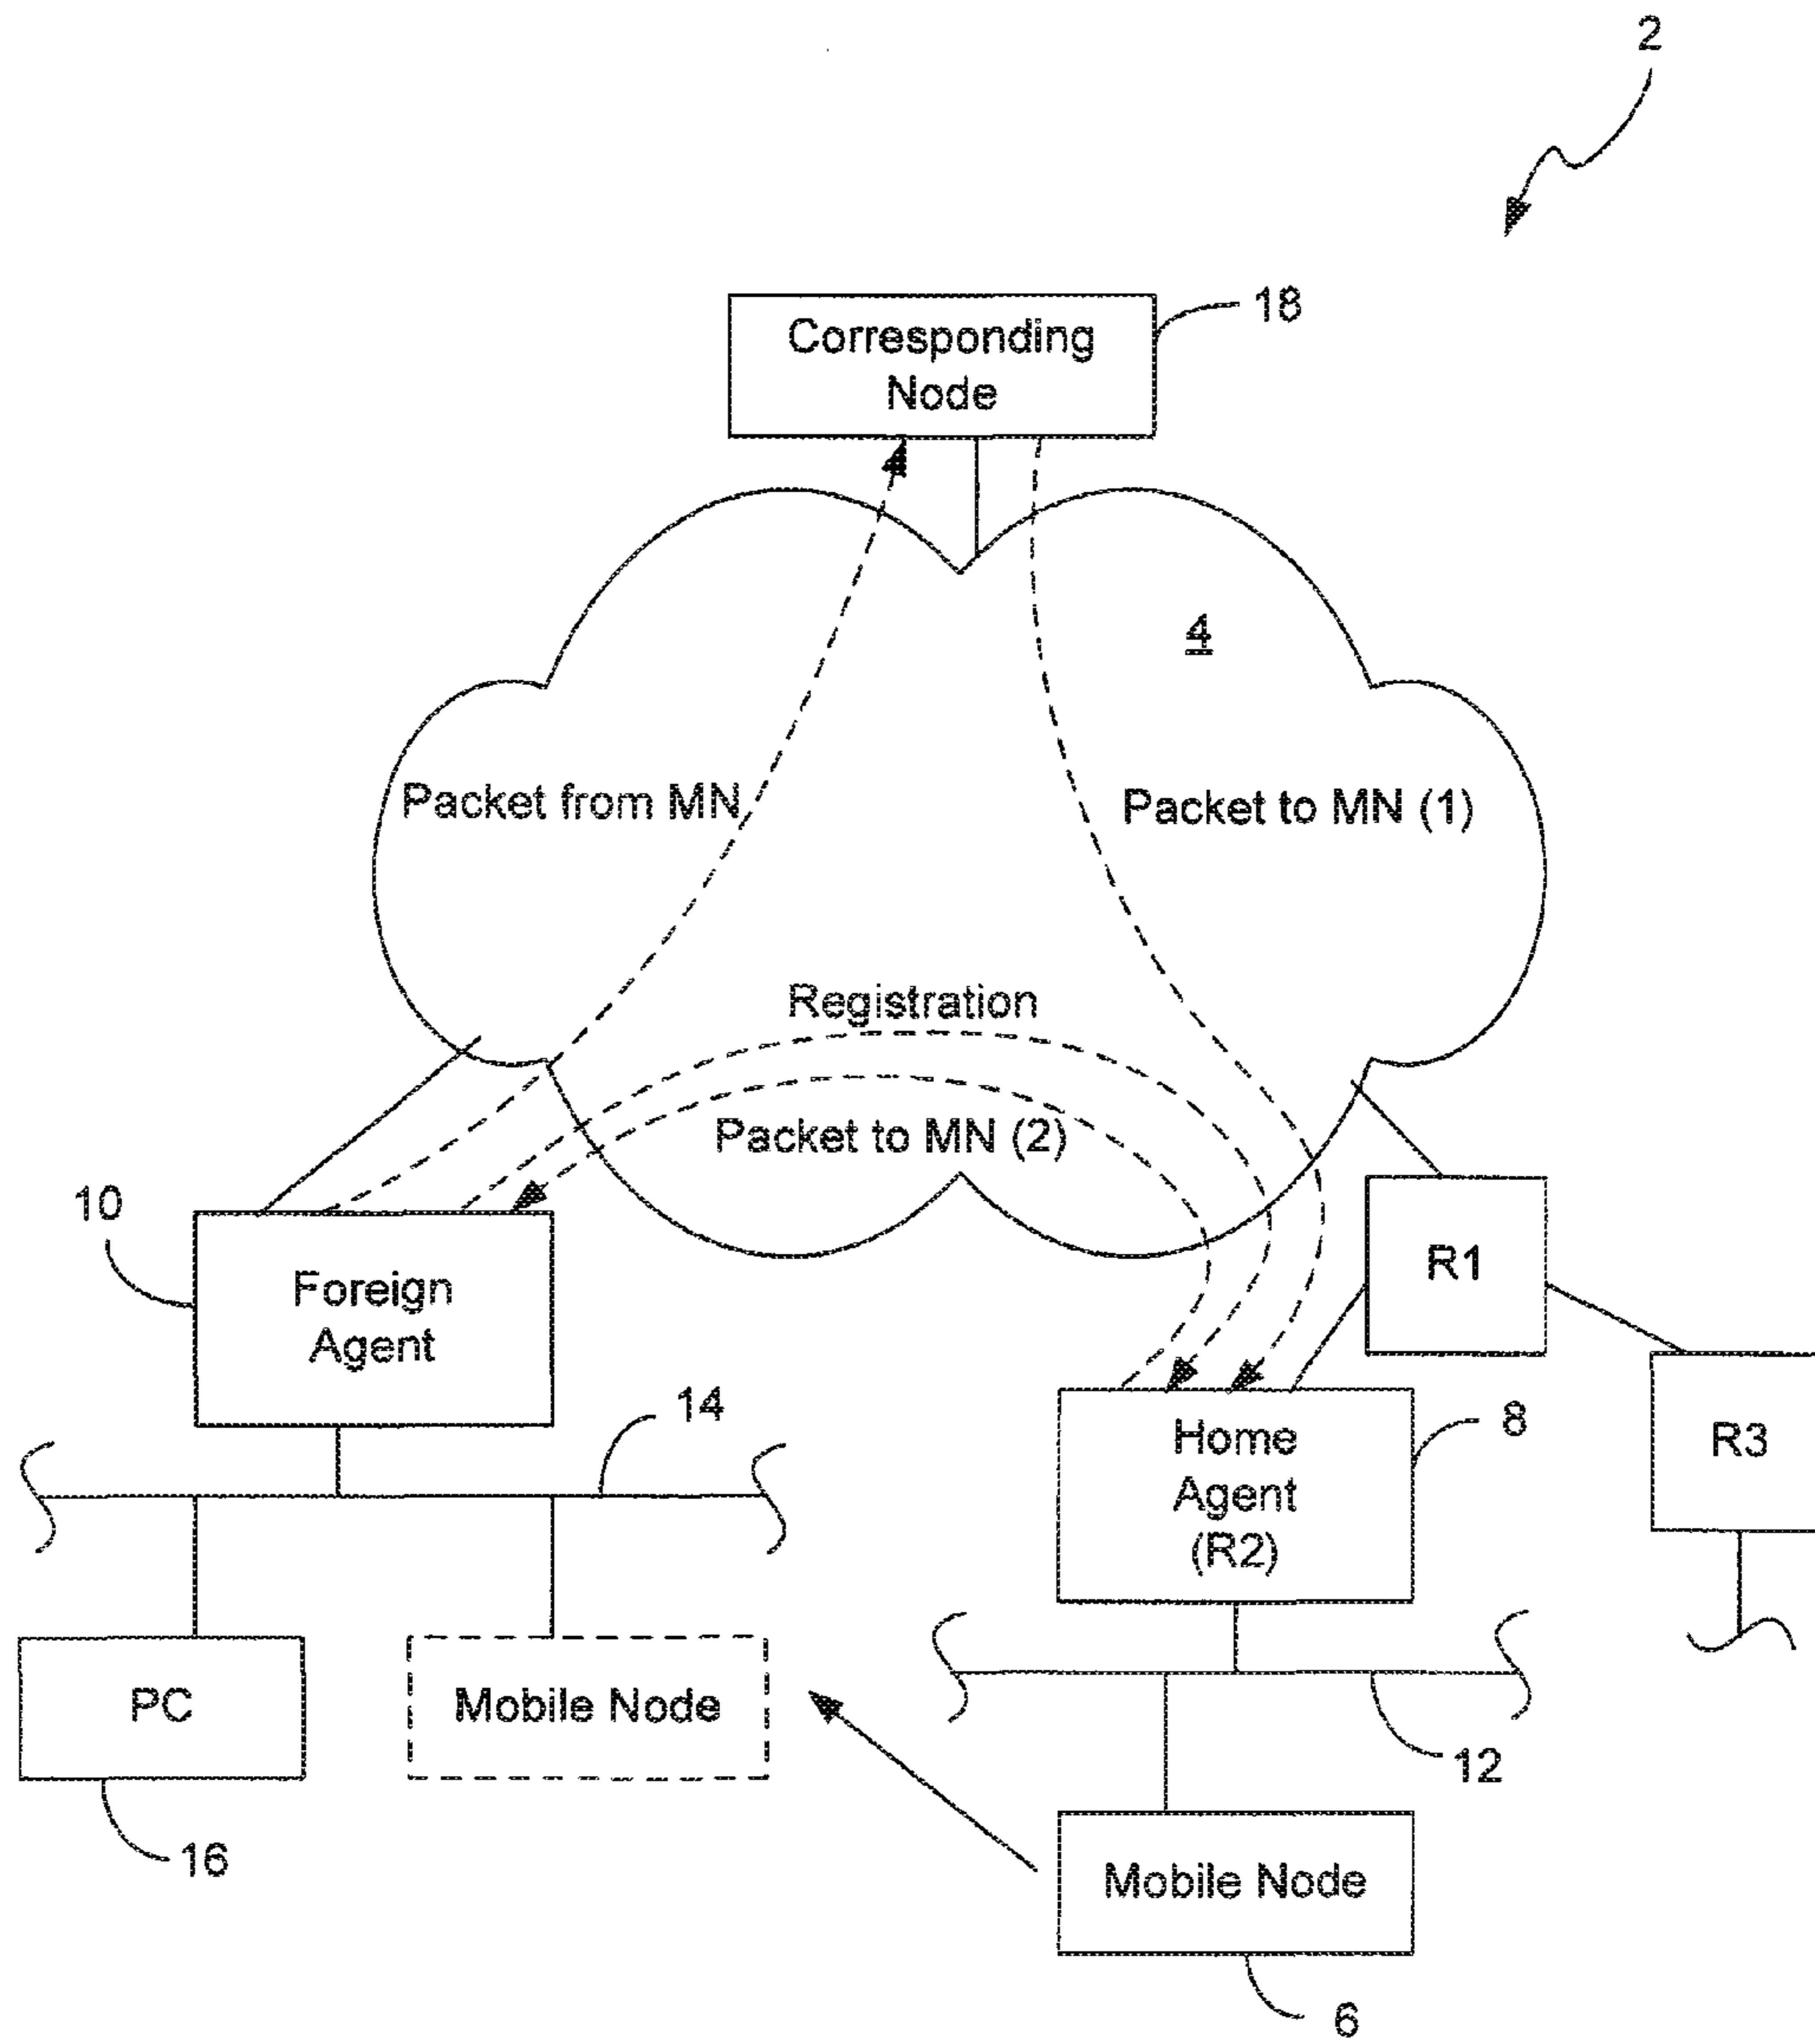 2
Corresponding
Node
18
4
Packet from MN
Packet to MN (1)
Registration
Packet to MN (2)
10
Foreign
Agent
R1
14
Home
Agent
(R2)
8
R3
PC
Mobile Node
12
16
Mobile Node
6